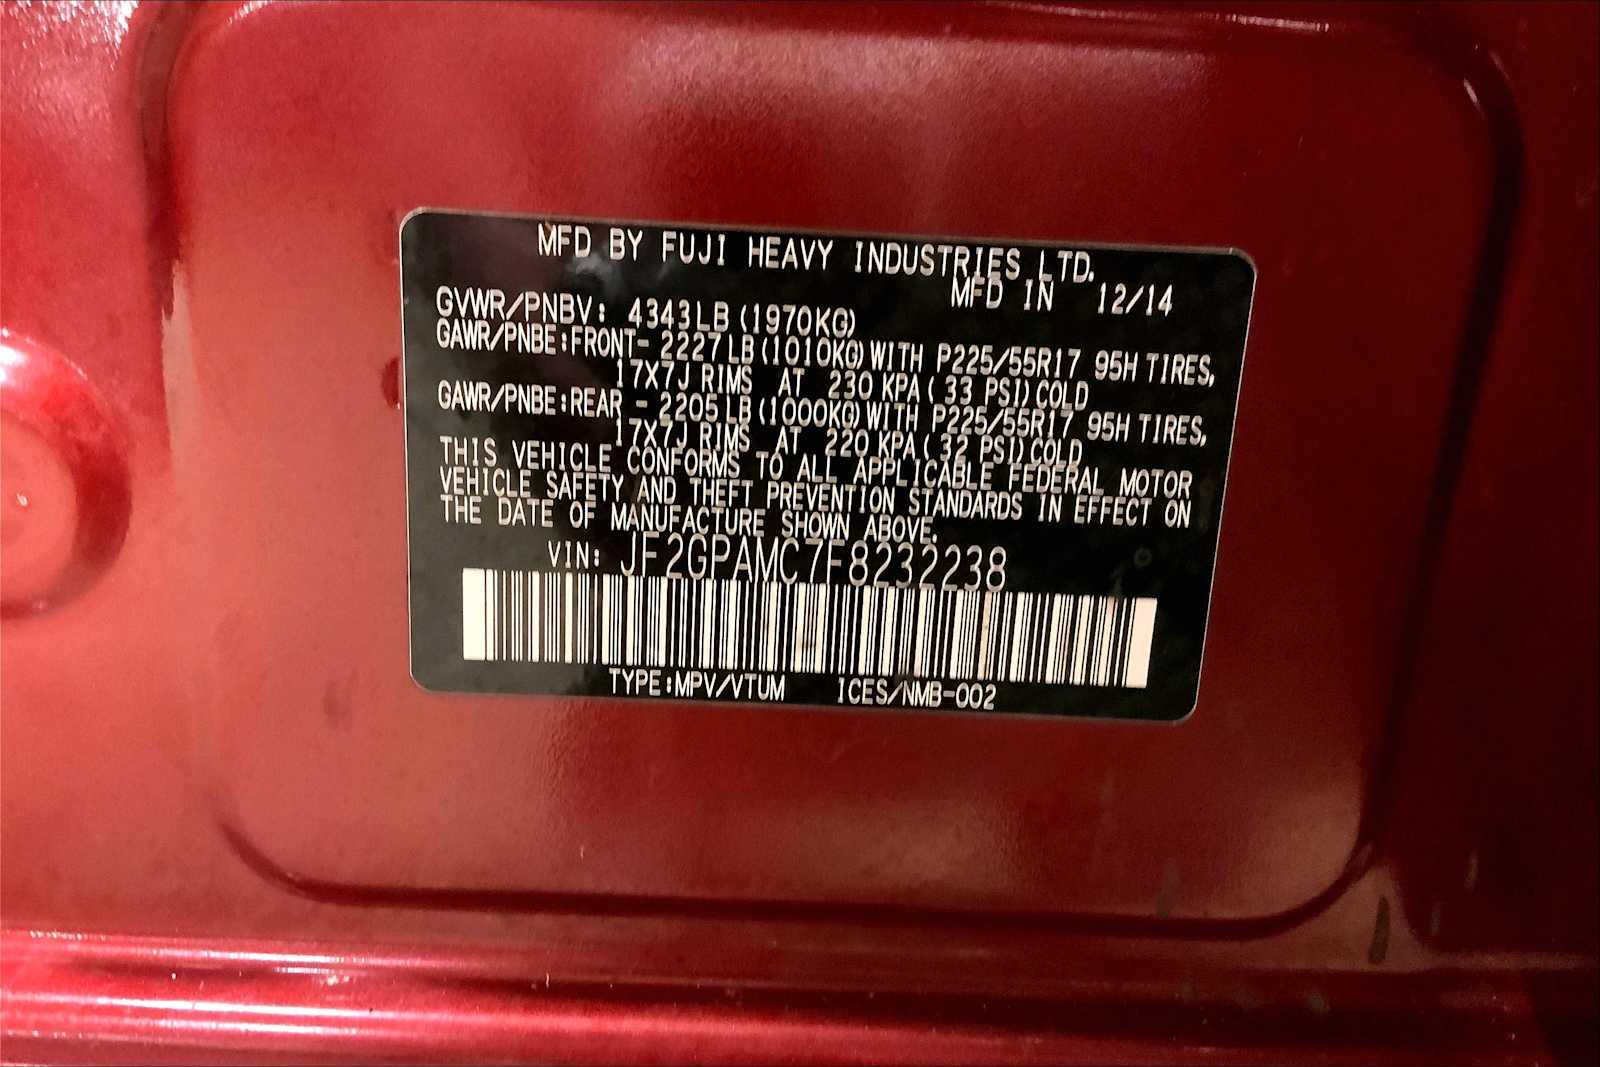 MFD BY FUJI HEAVY INDUSTRIES LTD.
MFD IN 12/14
GVWR/PNBV: 4343LB (1970KG)
GAWR/PNBE:FRONT- 2227LB(1010KG)WITH P225/55R17 95H TIRES,
17X7J RIMS AT 230 KPA( 33 PSI)COLD
GAWR/PNBE:REAR - 2205LB(1000KG)WITH P225/55R17 95H TIRES,
17X7J RIMS AT 220 KPA( 32 PSI)COLD
THIS VEHICLE CONFORMS TO ALL APPLICABLE FEDERAL MOTOR
VEHICLE SAFETY AND THEFT PREVENTION STANDARDS IN EFFECT ON
THE DATE OF MANUFACTURE SHOWN ABOVE.
VIN: JF2GPAMC7F8232238
TYPE:MPV/VTUM ICES/NMB-002